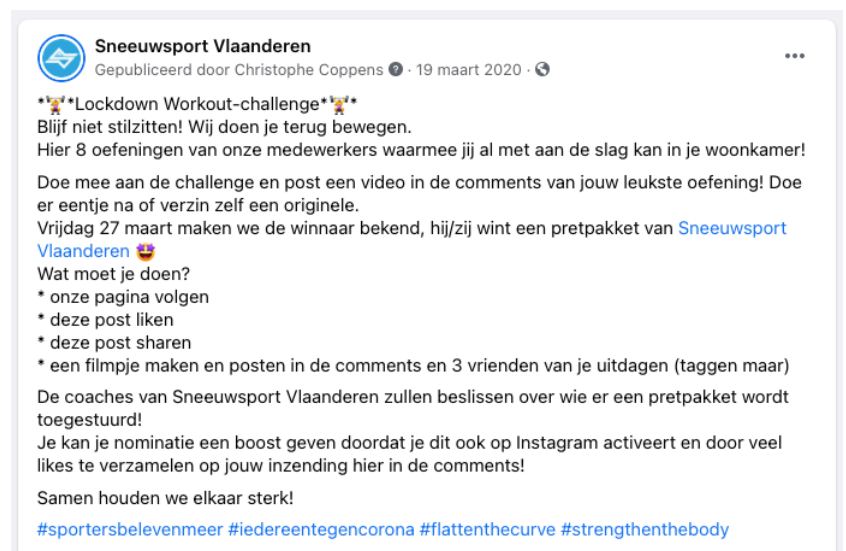 Sneeuwsport Vlaanderen
Gepubliceerd door Christophe Coppens · 19 maart 2020 ·
*🏋️‍♀️*Lockdown Workout-challenge*🏋️‍♀️*
Blijf niet stilzitten! Wij doen je terug bewegen.
Hier 8 oefeningen van onze medewerkers waarmee jij al met aan de slag kan in je woonkamer!
Doe mee aan de challenge en post een video in de comments van jouw leukste oefening! Doe
er eentje na of verzin zelf een originele.
Vrijdag 27 maart maken we de winnaar bekend, hij/zij wint een pretpakket van Sneeuwsport
Vlaanderen 🤩
Wat moet je doen?
* onze pagina volgen
* deze post liken
* deze post sharen
* een filmpje maken en posten in de comments en 3 vrienden van je uitdagen (taggen maar)
De coaches van Sneeuwsport Vlaanderen zullen beslissen over wie er een pretpakket wordt
toegestuurd!
Je kan je nominatie een boost geven doordat je dit ook op Instagram activeert en door veel
likes te verzamelen op jouw inzending hier in de comments!
Samen houden we elkaar sterk!
#sportersbelevenmeer #iedereentegencorona #flattenthecurve #strengthenthebody